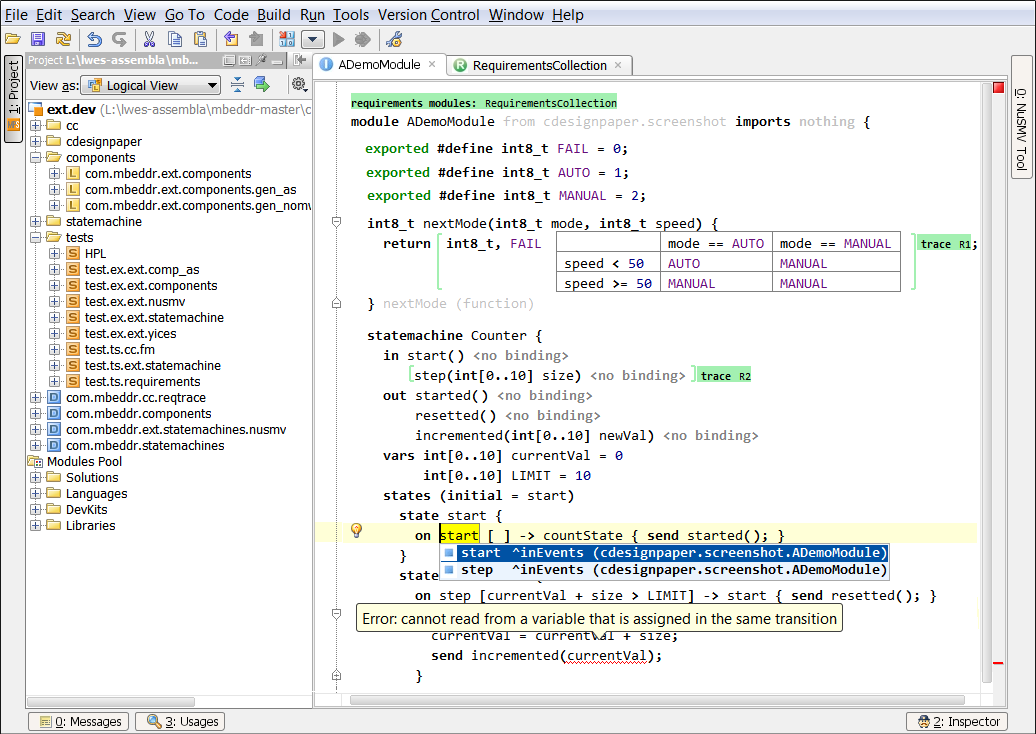 File Edit Search View Go To Code Build Run Tools Version Control Window Help
Project L:\lwes-assembla\mb...
1: Project
View as: Logical View
ext.dev (L:\lwes-assembla\mbeddr-master\c
cc
cdesignpaper
components
com.mbeddr.ext.components
com.mbeddr.ext.components.gen_as
com.mbeddr.ext.components.gen_nomw
statemachine
tests
HPL
test.ex.ext.comp_as
test.ex.ext.components
test.ex.ext.nusmv
test.ex.ext.statemachine
test.ex.ext.yices
test.ts.cc.fm
test.ts.ext.statemachine
test.ts.requirements
com.mbeddr.cc.reqtrace
com.mbeddr.components
com.mbeddr.ext.statemachines.nusmv
com.mbeddr.statemachines
Modules Pool
Solutions
Languages
DevKits
Libraries
ADemoModule RequirementsCollection
requirements modules: RequirementsCollection
module ADemoModule from cdesignpaper.screenshot imports nothing {
exported #define int8_t FAIL = 0;
exported #define int8_t AUTO = 1;
exported #define int8_t MANUAL = 2;
int8_t nextMode(int8_t mode, int8_t speed) {
return int8_t, FAIL mode == AUTO mode == MANUAL trace R1;
speed < 50 AUTO MANUAL
speed >= 50 MANUAL MANUAL
} nextMode (function)
statemachine Counter {
in start() <no binding>
step(int[0..10] size) <no binding> trace R2
out started() <no binding>
resetted() <no binding>
incremented(int[0..10] newVal) <no binding>
vars int[0..10] currentVal = 0
int[0..10] LIMIT = 10
states (initial = start)
state start {
on start [ ] -> countState { send started(); }
start ^inEvents (cdesignpaper.screenshot.ADemoModule)
}
step ^inEvents (cdesignpaper.screenshot.ADemoModule)
state
on step [currentVal + size > LIMIT] -> start { send resetted(); }
Error: cannot read from a variable that is assigned in the same transition
currentVal = currentVal + size;
send incremented(currentVal);
}
0: NuSMV Tool
0: Messages 3: Usages 2: Inspector